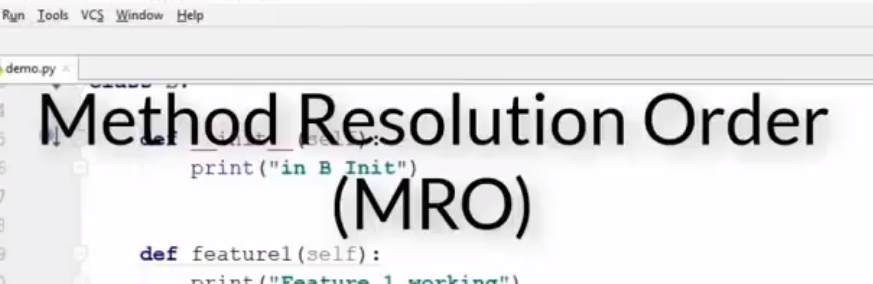 Run Tools VCS Window Help
demo.py
class B:
Method Resolution Order
def __init__(self):
print("in B Init")
(MRO)
def feature1(self):
print("Feature 1 working")